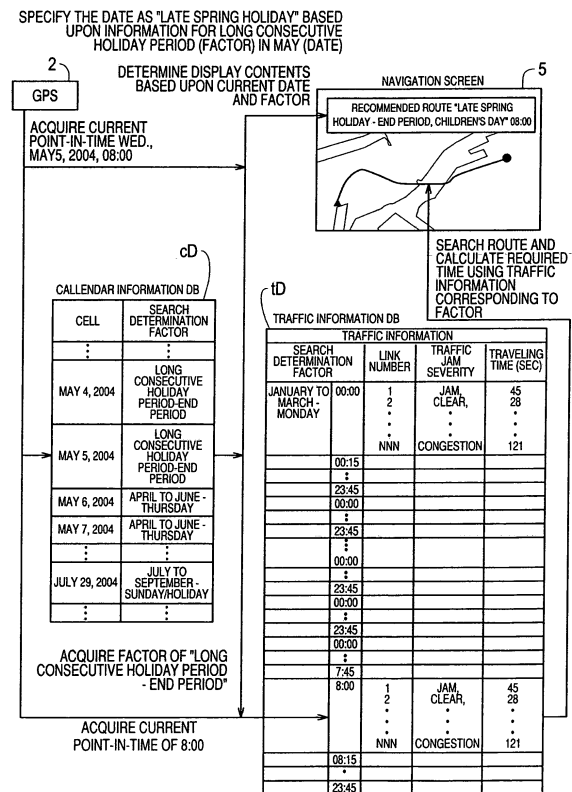 SPECIFY THE DATE AS "LATE SPRING HOLIDAY" BASED
UPON INFORMATION FOR LONG CONSECUTIVE
HOLIDAY PERIOD (FACTOR) IN MAY (DATE)
2
GPS
DETERMINE DISPLAY CONTENTS
BASED UPON CURRENT DATE
AND FACTOR
NAVIGATION SCREEN
5
RECOMMENDED ROUTE "LATE SPRING
HOLIDAY - END PERIOD, CHILDREN'S DAY" 08:00
ACQUIRE CURRENT
POINT-IN-TIME WED.,
MAY5, 2004, 08:00
SEARCH ROUTE AND
CALCULATE REQUIRED
TIME USING TRAFFIC
INFORMATION
CORRESPONDING TO
FACTOR
cD
CALLENDAR INFORMATION DB
CELL
SEARCH
DETERMINATION
FACTOR
MAY 4, 2004
LONG
CONSECUTIVE
HOLIDAY
PERIOD-END
PERIOD
MAY 5, 2004
LONG
CONSECUTIVE
HOLIDAY
PERIOD-END
PERIOD
MAY 6, 2004
APRIL TO JUNE -
THURSDAY
MAY 7, 2004
APRIL TO JUNE -
THURSDAY
JULY 29, 2004
JULY TO
SEPTEMBER -
SUNDAY/HOLIDAY
ACQUIRE FACTOR OF "LONG
CONSECUTIVE HOLIDAY PERIOD
- END PERIOD"
ACQUIRE CURRENT
POINT-IN-TIME OF 8:00
tD
TRAFFIC INFORMATION DB
TRAFFIC INFORMATION
SEARCH
DETERMINATION
FACTOR
LINK
NUMBER
TRAFFIC
JAM
SEVERITY
TRAVELING
TIME (SEC)
JANUARY TO
MARCH -
MONDAY
00:00
1 JAM, 45
2 CLEAR, 28
NNN CONGESTION 121
00:15
23:45
00:00
23:45
00:00
23:45
00:00
23:45
00:00
7:45
8:00
1 JAM, 45
2 CLEAR, 28
NNN CONGESTION 121
08:15
23:45